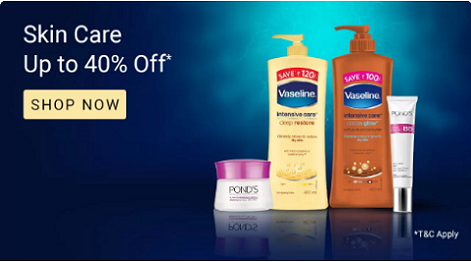 Skin Care
Up to 40% Off*
SHOP NOW
SAVE ₹120
Vaseline
intensive care
deep restore
SAVE ₹100
Vaseline
intensive care
POND'S
POND'S
BB
*T&C Apply